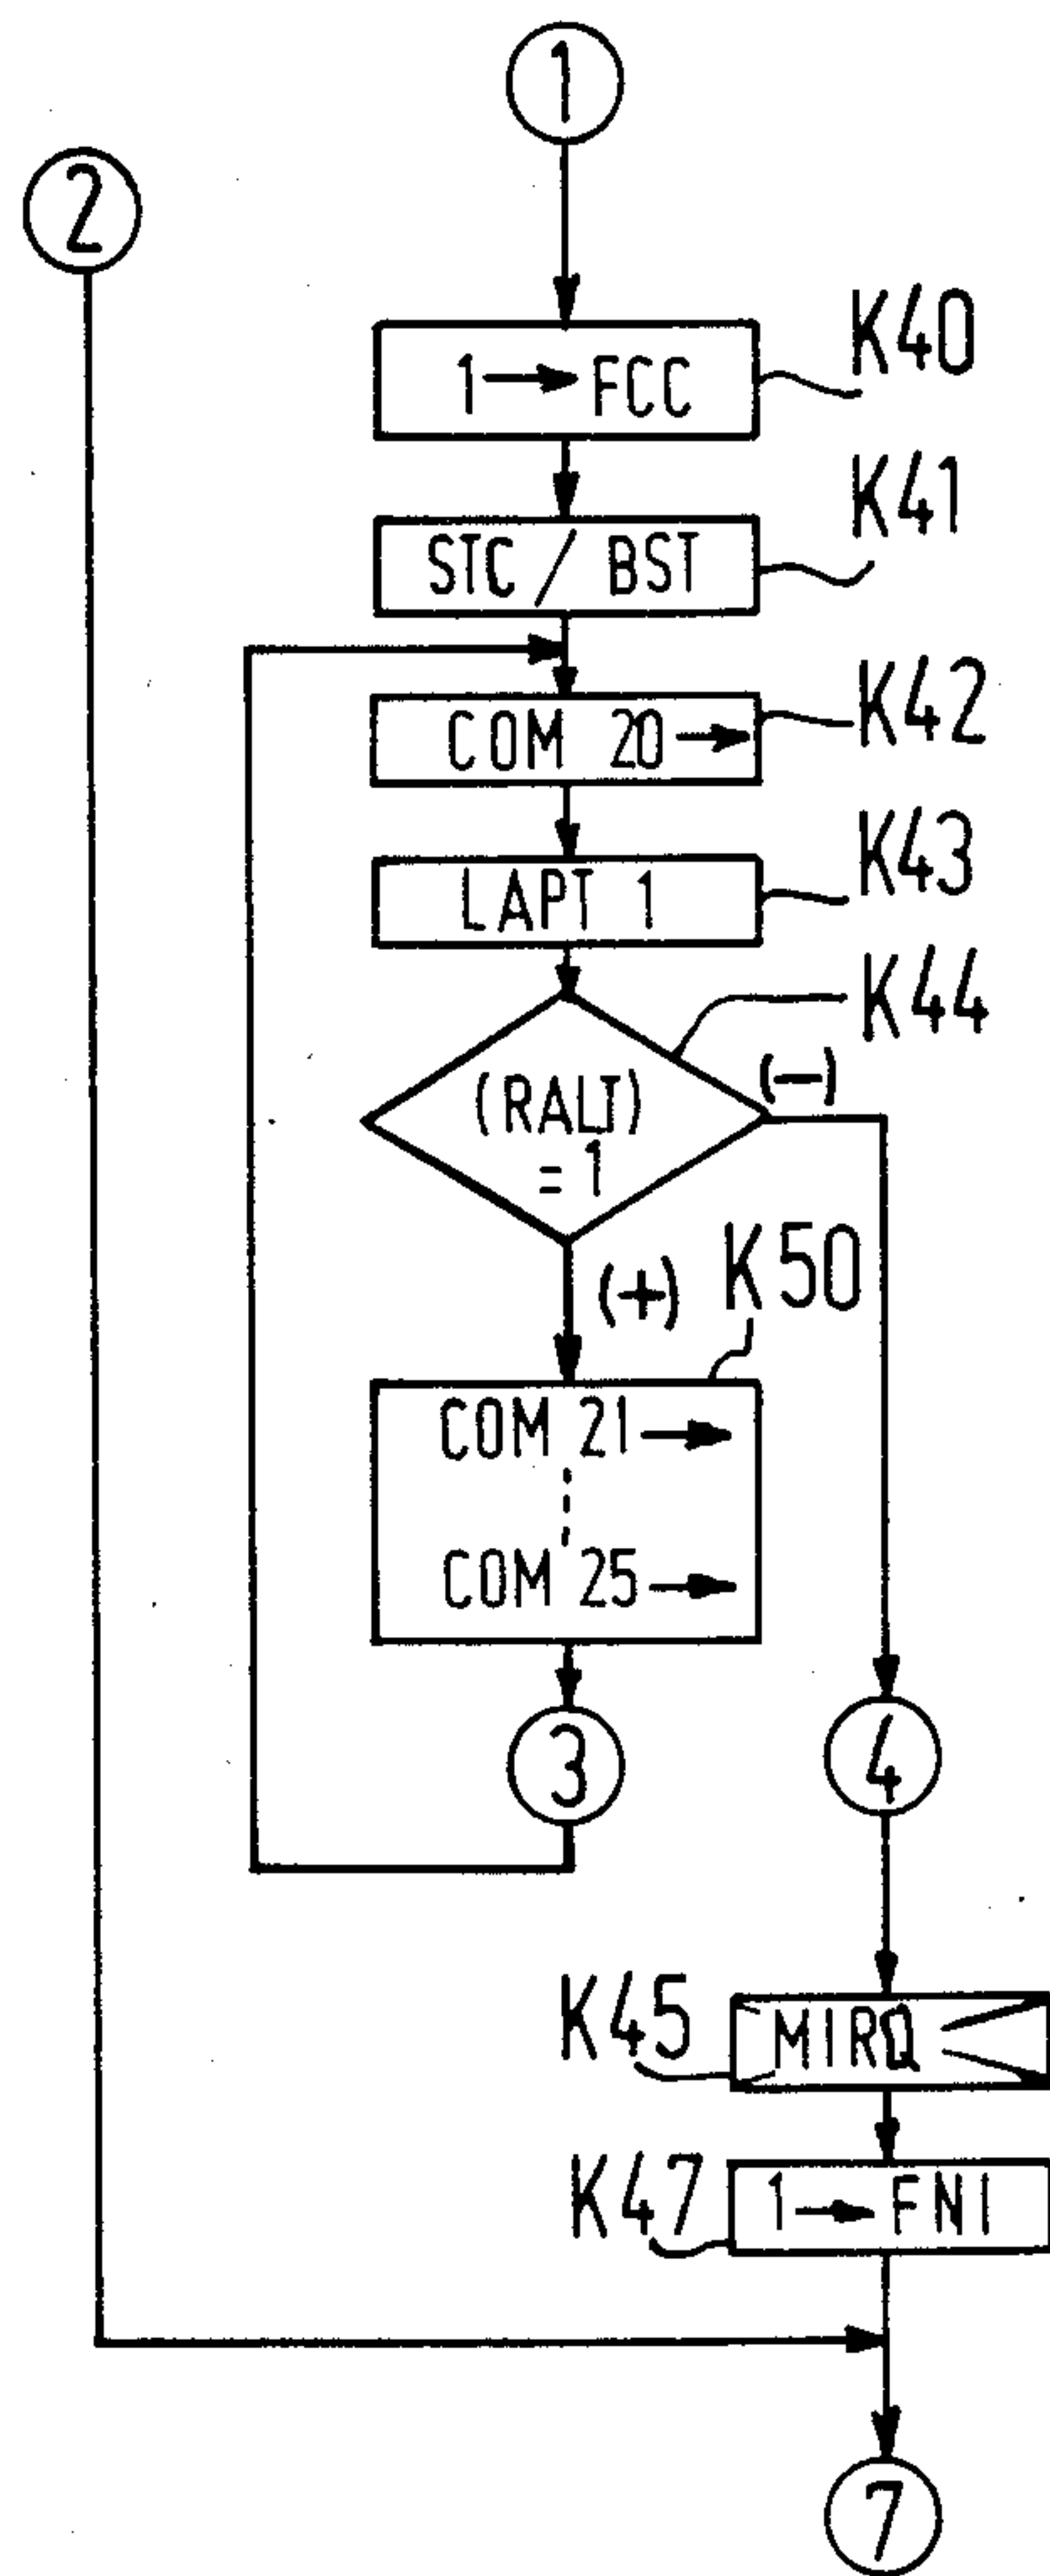 1
2
1→FCC K40
STC / BST K41
COM 20→ K42
LAPT 1 K43
K44
(RALT)
= 1
(−)
(+)
K50
COM 21→
COM 25→
3
4
K45 MIRQ
K47 1→FNI
7